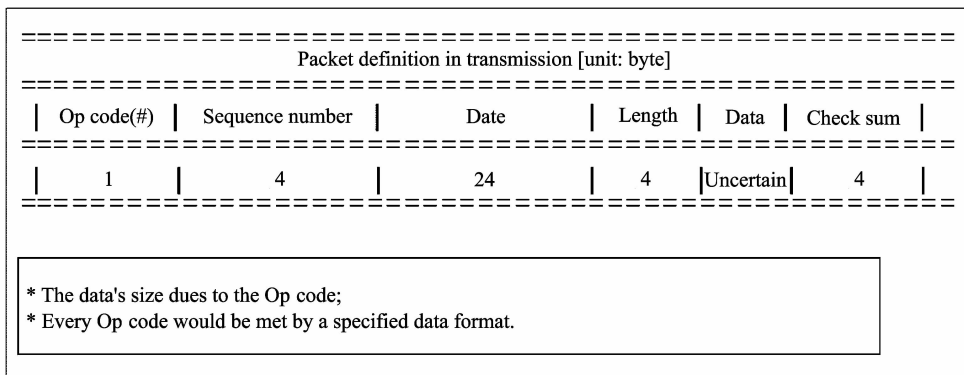 Packet definition in transmission [unit: byte]
| Op code(#) | Sequence number | Date | Length | Data | Check sum |
| 1 | 4 | 24 | 4 |Uncertain| 4 |
* The data's size dues to the Op code;
* Every Op code would be met by a specified data format.